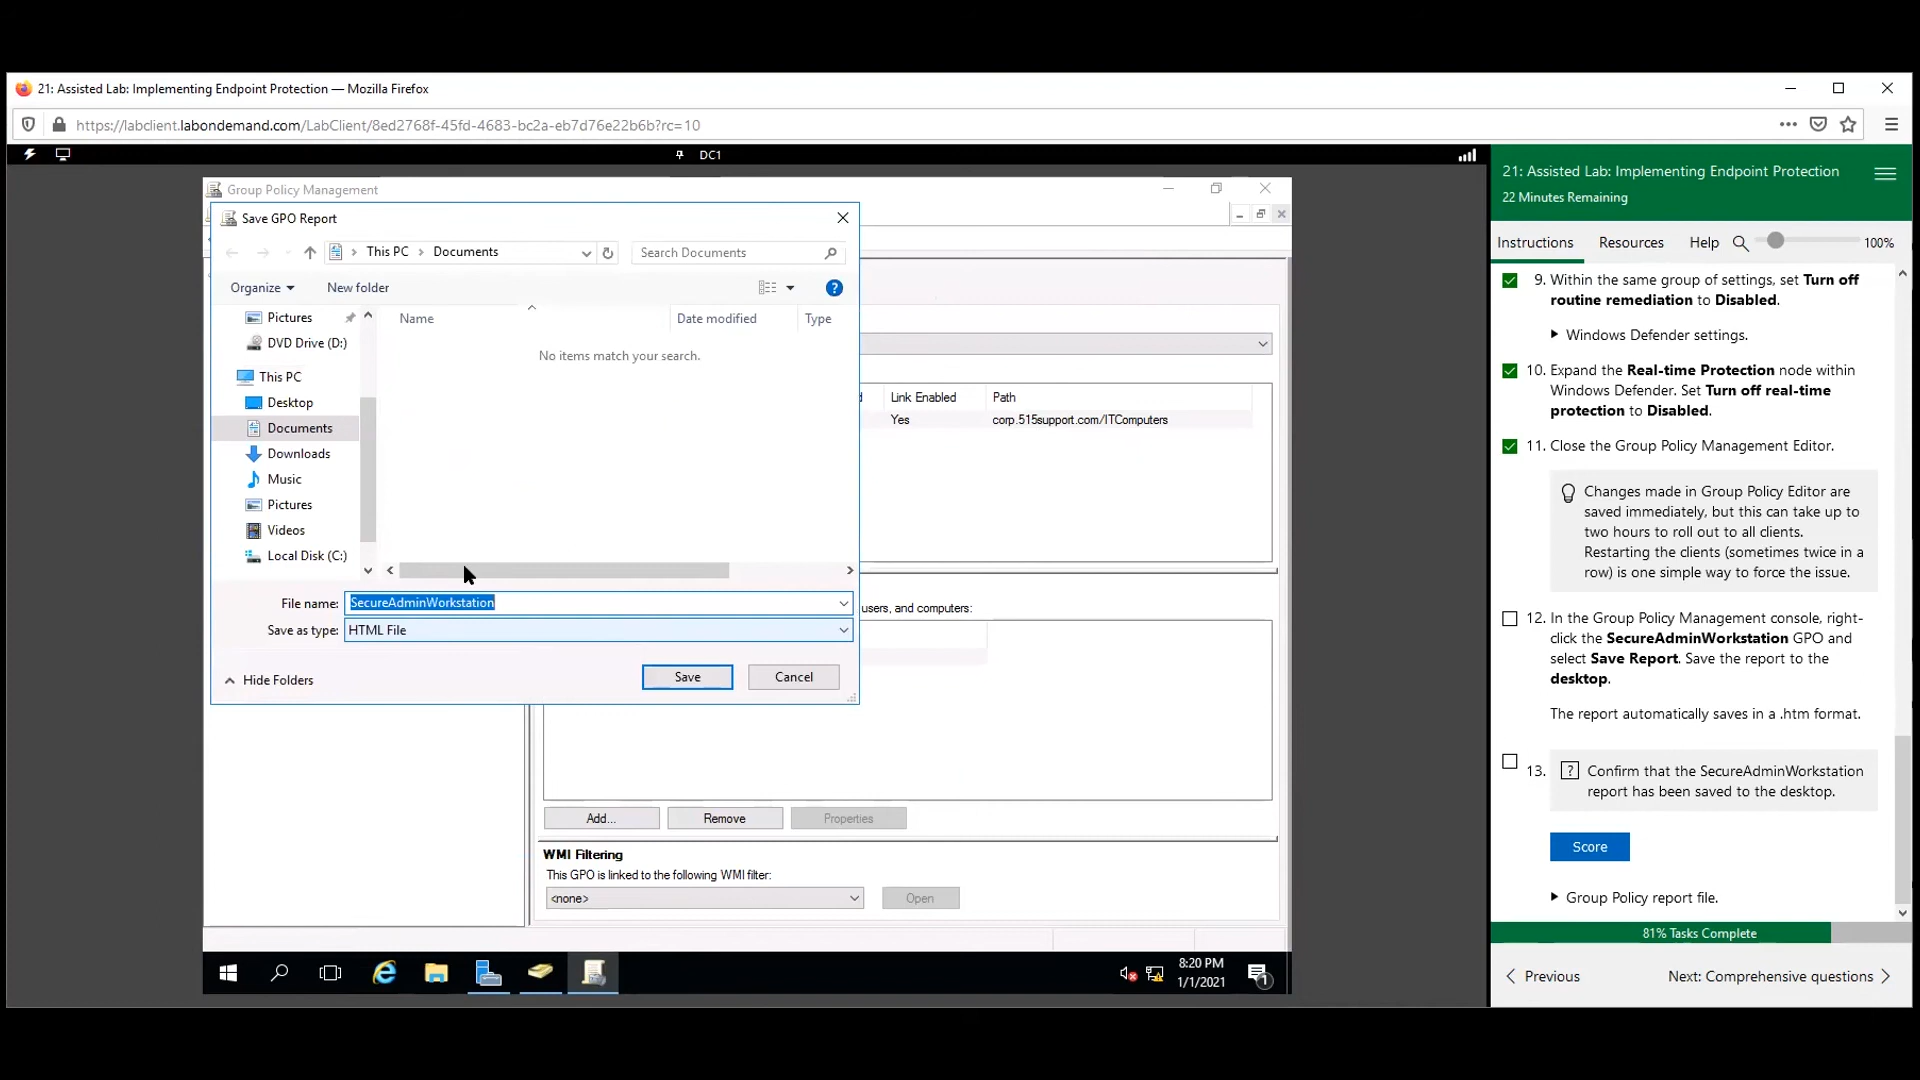 21: Assisted Lab: Implementing Endpoint Protection — Mozilla Firefox
https://labclient.labondemand.com/LabClient/8ed2768f-45fd-4683-bc2a-eb7d76e22b6b?rc=10
DC1
Group Policy Management
Save GPO Report
This PC
Documents
Search Documents
Organize
New folder
Pictures
DVD Drive (D:)
This PC
Desktop
Documents
Downloads
Music
Pictures
Videos
Local Disk (C:)
Name
Date modified
Type
No items match your search.
File name:
SecureAdminWorkstation
Save as type:
HTML File
Hide Folders
Save
Cancel
Link Enabled
Path
Yes
corp.515support.com/ITComputers
users, and computers:
Add...
Remove
Properties
WMI Filtering
This GPO is linked to the following WMI filter:
<none>
Open
8:20 PM
1/1/2021
1
21: Assisted Lab: Implementing Endpoint Protection
22 Minutes Remaining
Instructions
Resources
Help
100%
9. Within the same group of settings, set Turn off
routine remediation to Disabled.
Windows Defender settings.
10. Expand the Real-time Protection node within
Windows Defender. Set Turn off real-time
protection to Disabled.
11. Close the Group Policy Management Editor.
Changes made in Group Policy Editor are
saved immediately, but this can take up to
two hours to roll out to all clients.
Restarting the clients (sometimes twice in a
row) is one simple way to force the issue.
12. In the Group Policy Management console, right-
click the SecureAdminWorkstation GPO and
select Save Report. Save the report to the
desktop.
The report automatically saves in a .htm format.
13. ? Confirm that the SecureAdminWorkstation
report has been saved to the desktop.
Score
Group Policy report file.
81% Tasks Complete
Previous
Next: Comprehensive questions